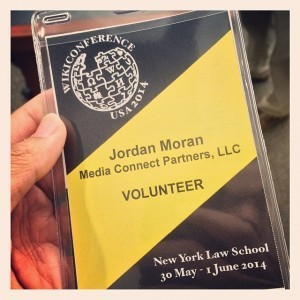 WIKICONFERENCE
USA 2014
Jordan Moran
Media Connect Partners, LLC
VOLUNTEER
New York Law School
30 May - 1 June 2014